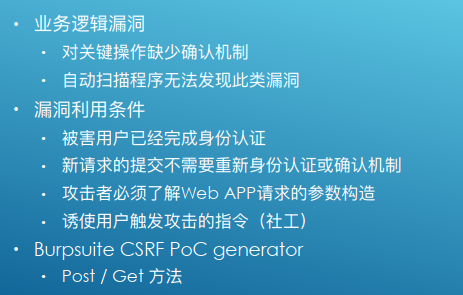 • 业务逻辑漏洞
• 对关键操作缺少确认机制
• 自动扫描程序无法发现此类漏洞
• 漏洞利用条件
• 被害用户已经完成身份认证
• 新请求的提交不需要重新身份认证或确认机制
• 攻击者必须了解Web APP请求的参数构造
• 诱使用户触发攻击的指令（社工）
• Burpsuite CSRF PoC generator
• Post / Get 方法